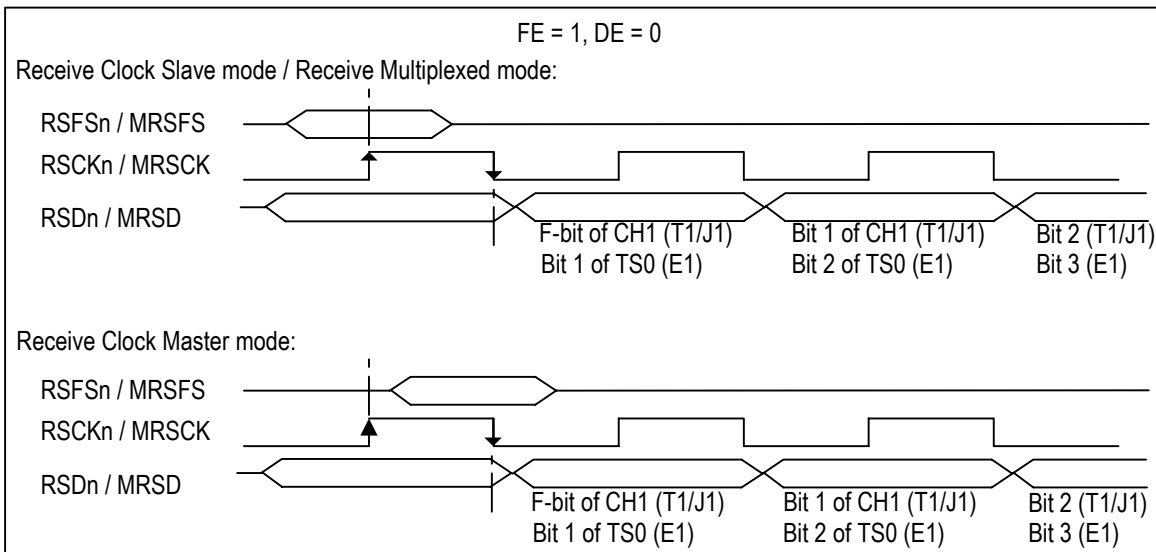 FE = 1, DE = 0
Receive Clock Slave mode / Receive Multiplexed mode:
RSFSn / MRSFS
RSCKn / MRSCK
RSDn / MRSD
F-bit of CH1 (T1/J1) Bit 1 of CH1 (T1/J1) Bit 2 (T1/J1)
Bit 1 of TS0 (E1) Bit 2 of TS0 (E1) Bit 3 (E1)
Receive Clock Master mode:
RSFSn / MRSFS
RSCKn / MRSCK
RSDn / MRSD
F-bit of CH1 (T1/J1) Bit 1 of CH1 (T1/J1) Bit 2 (T1/J1)
Bit 1 of TS0 (E1) Bit 2 of TS0 (E1) Bit 3 (E1)